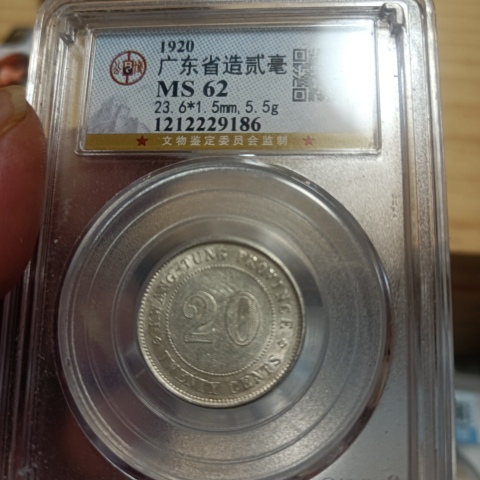 1920
广东省造贰毫
MS 62
23.6*1.5mm,5.5g
1212229186
★ 文物鉴定委员会监制 ★
KWANG-TUNG PROVINCE
20
TWENTY CENTS